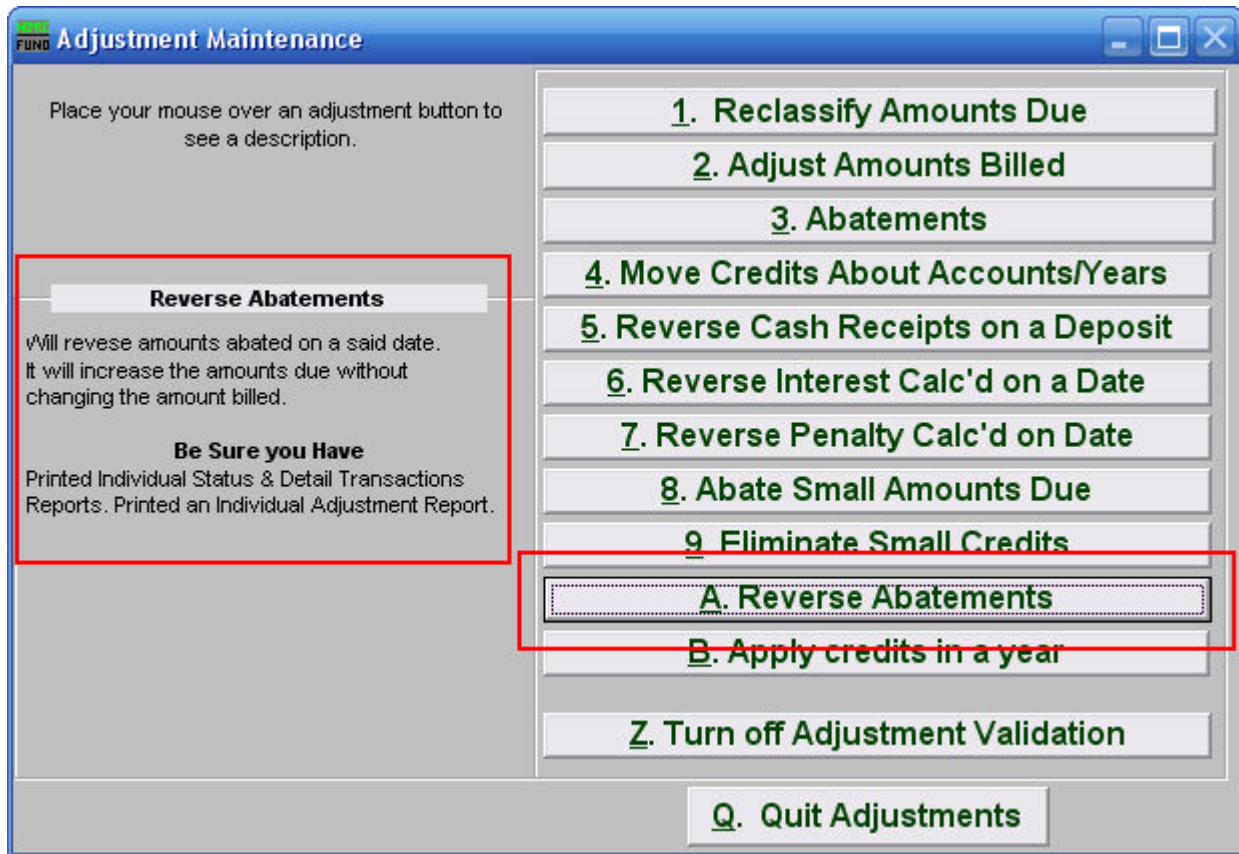 FUND Adjustment Maintenance
Place your mouse over an adjustment button to
see a description.
Reverse Abatements
Will revese amounts abated on a said date.
It will increase the amounts due without
changing the amount billed.
Be Sure you Have
Printed Individual Status & Detail Transactions
Reports. Printed an Individual Adjustment Report.
1. Reclassify Amounts Due
2. Adjust Amounts Billed
3. Abatements
4. Move Credits About Accounts/Years
5. Reverse Cash Receipts on a Deposit
6. Reverse Interest Calc'd on a Date
7. Reverse Penalty Calc'd on Date
8. Abate Small Amounts Due
9 Eliminate Small Credits
A. Reverse Abatements
B. Apply credits in a year
Z. Turn off Adjustment Validation
Q. Quit Adjustments